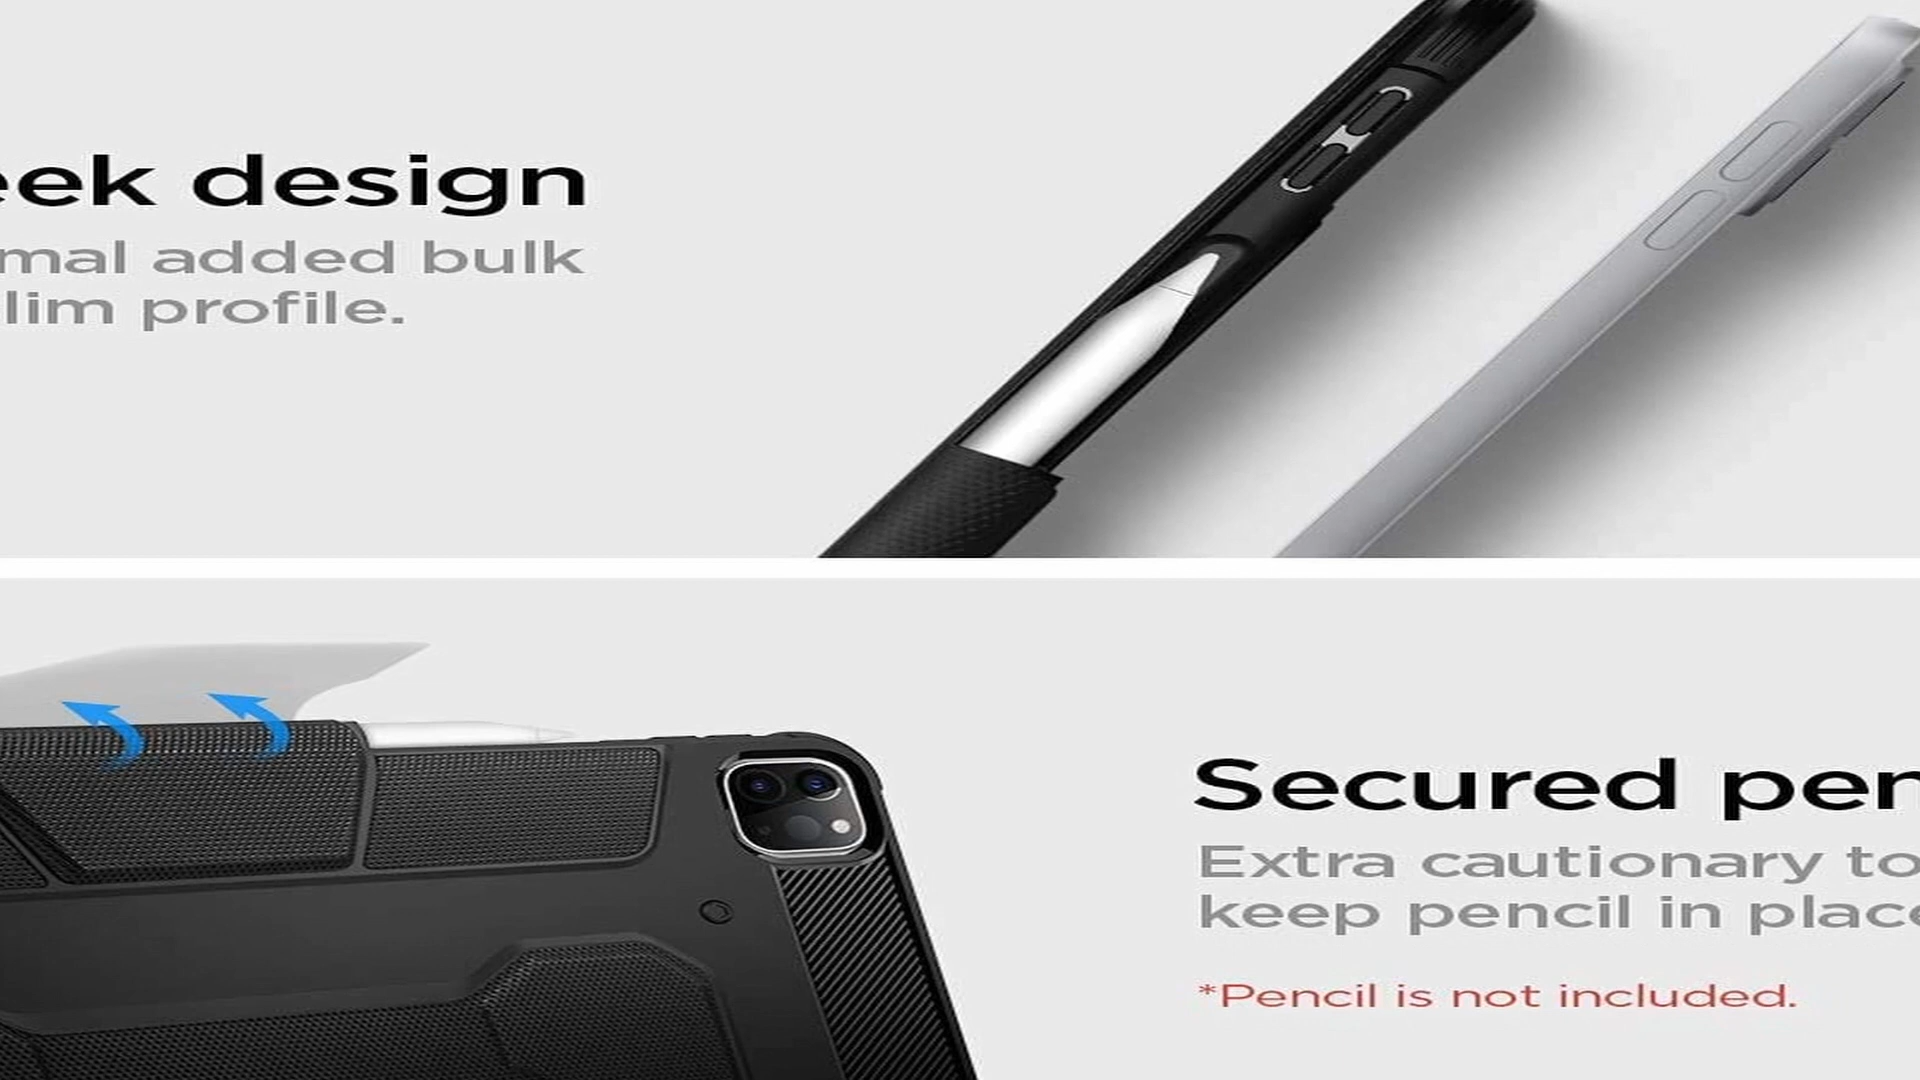 eek design
mal added bulk
lim profile.
Secured pen
Extra cautionary to
keep pencil in place
*Pencil is not included.